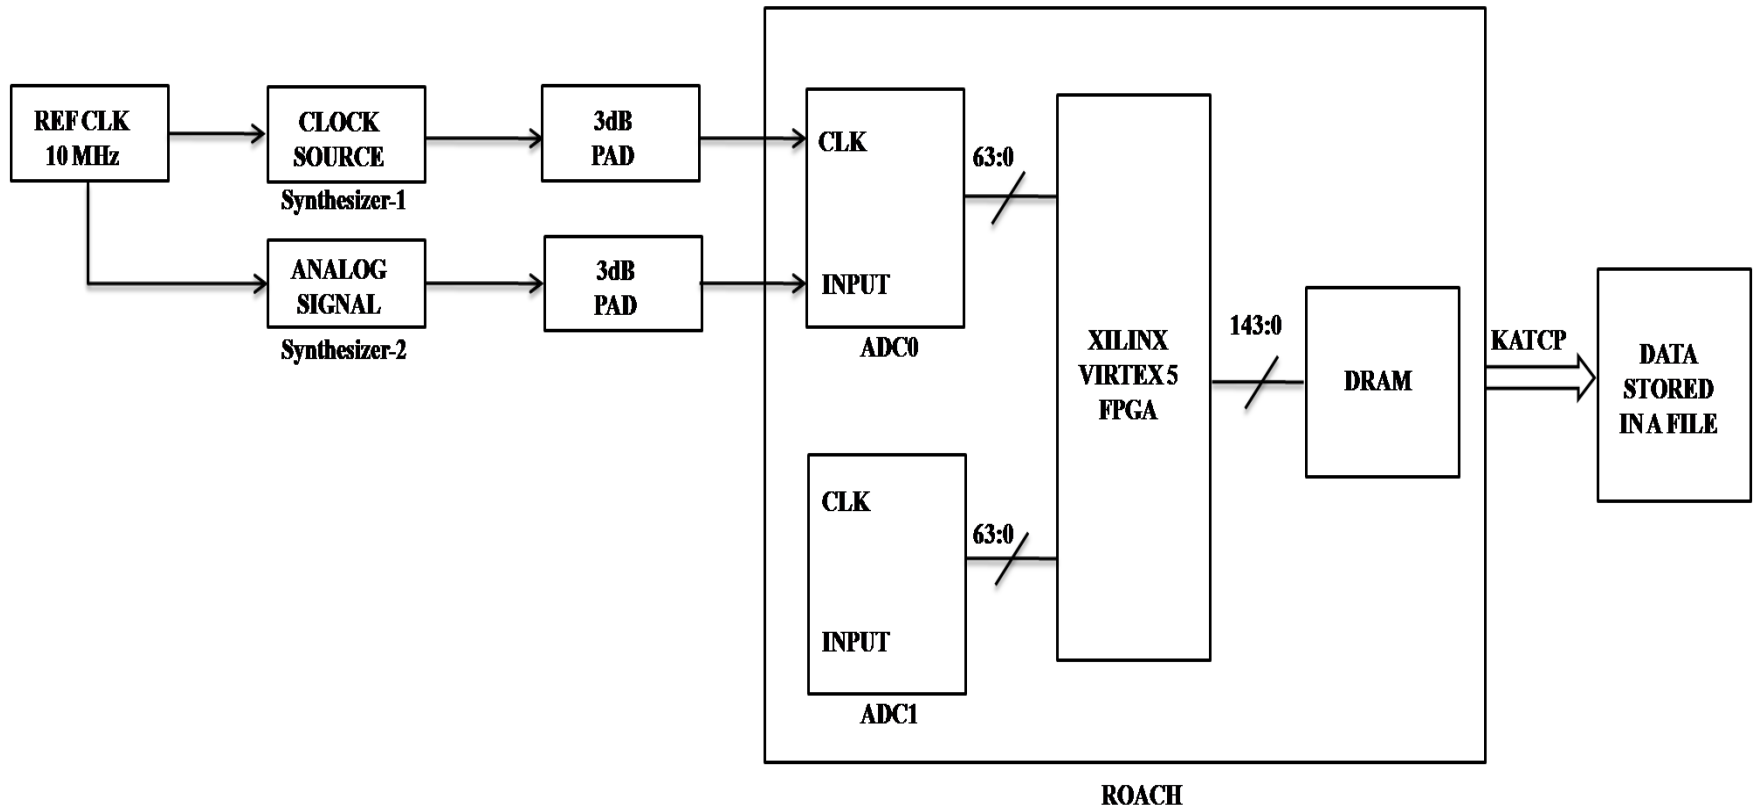 REF CLK
10 MHz
CLOCK
SOURCE
Synthesizer-1
3dB
PAD
ANALOG
SIGNAL
Synthesizer-2
3dB
PAD
CLK
INPUT
ADC0
63:0
CLK
INPUT
ADC1
63:0
XILINX
VIRTEX 5
FPGA
143:0
DRAM
ROACH
KATCP
DATA
STORED
IN A FILE